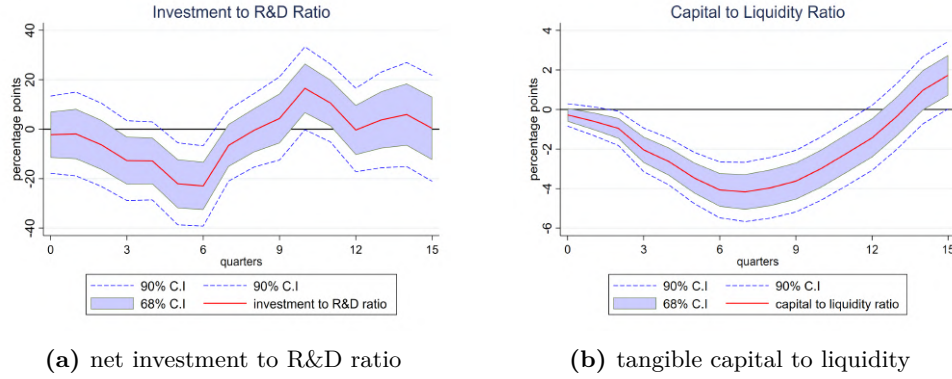 Investment to R&D Ratio
percentage points
40
20
0
-20
-40
0 3 6 9 12 15
quarters
90% C.I 90% C.I
68% C.I investment to R&D ratio
(a) net investment to R&D ratio
Capital to Liquidity Ratio
percentage points
4
2
0
-2
-4
-6
0 3 6 9 12 15
quarters
90% C.I 90% C.I
68% C.I capital to liquidity ratio
(b) tangible capital to liquidity